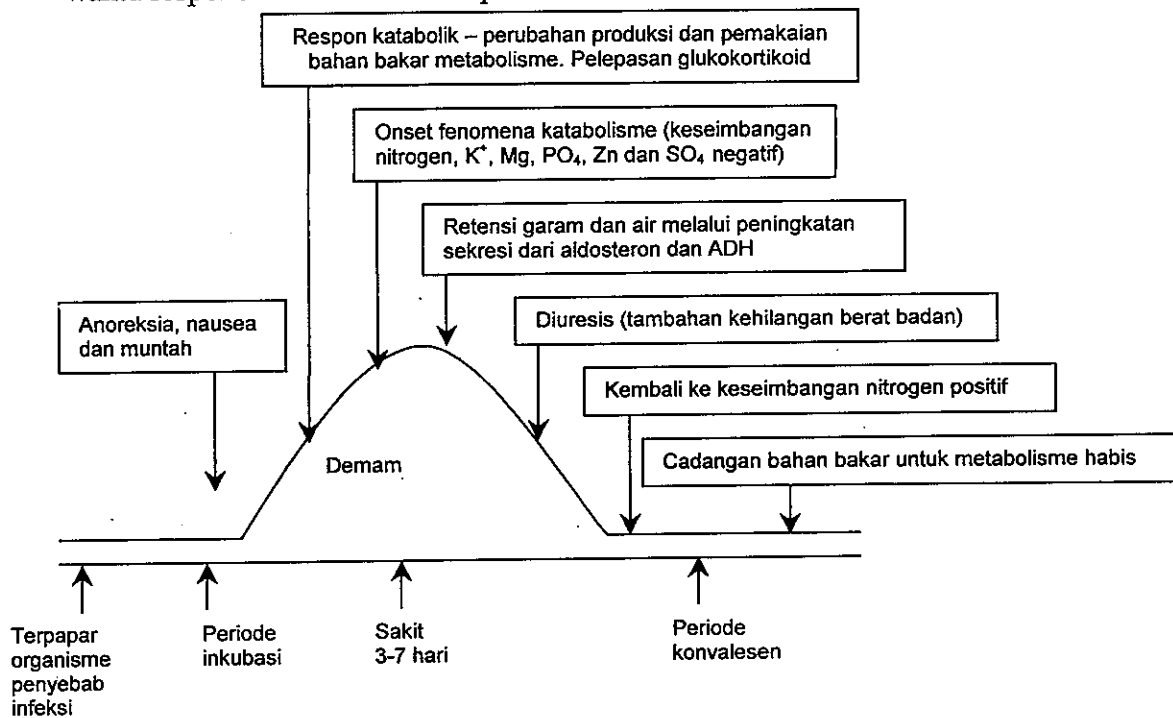 Respon katabolik – perubahan produksi dan pemakaian
bahan bakar metabolisme. Pelepasan glukokortikoid
Onset fenomena katabolisme (keseimbangan
nitrogen, K⁺, Mg, PO₄, Zn dan SO₄ negatif)
Retensi garam dan air melalui peningkatan
sekresi dari aldosteron dan ADH
Anoreksia, nausea
dan muntah
Diuresis (tambahan kehilangan berat badan)
Kembali ke keseimbangan nitrogen positif
Cadangan bahan bakar untuk metabolisme habis
Demam
Terpapar
organisme
penyebab
infeksi
Periode
inkubasi
Sakit
3-7 hari
Periode
konvalesen